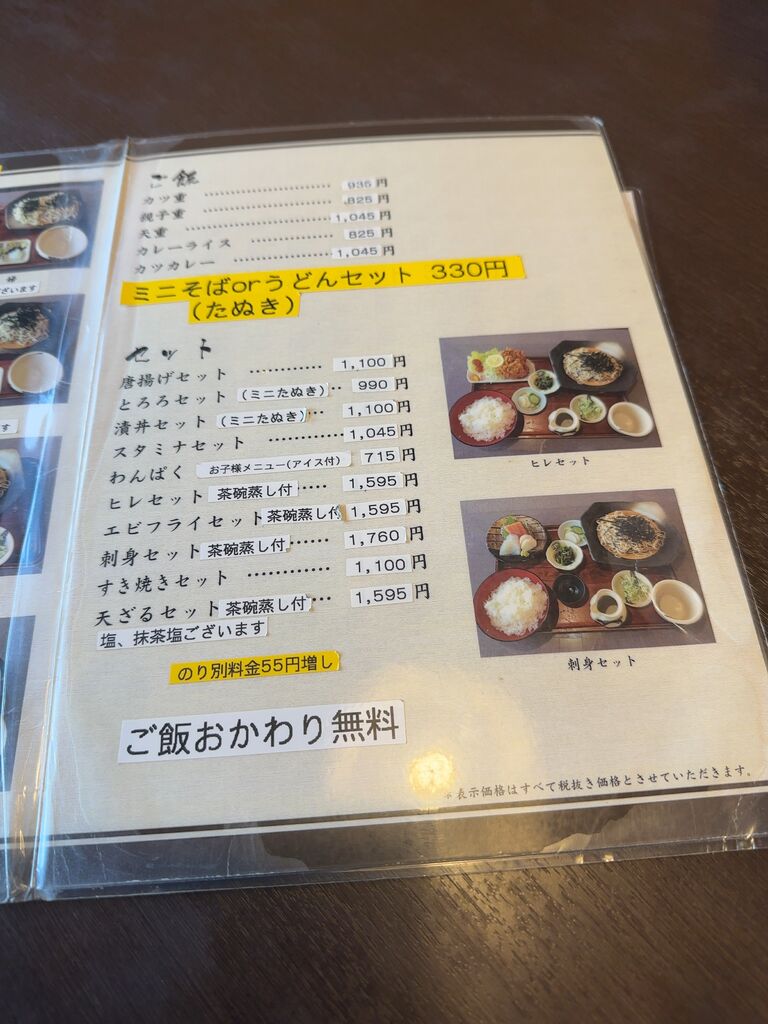 ご飯
カツ重 ………… 935円
親子重 ………… 825円
天重 ………… 1,045円
カレーライス ………… 825円
カツカレー ………… 1,045円
ミニそばorうどんセット 330円
(たぬき)
セット
唐揚げセット ………… 1,100円
とろろセット (ミニたぬき)‥ 990円
漬丼セット (ミニたぬき)‥ 1,100円
スタミナセット ………… 1,045円
わんぱく お子様メニュー(アイス付) 715円
ヒレセット 茶碗蒸し付‥‥ 1,595円
エビフライセット 茶碗蒸し付 1,595円
刺身セット 茶碗蒸し付…… 1,760円
すき焼きセット ………… 1,100円
天ざるセット 茶碗蒸し付… 1,595円
塩、抹茶塩ございます
のり別料金55円増し
ご飯おかわり無料
ヒレセット
刺身セット
表示価格はすべて税抜き価格とさせていただきます。
ございます
す